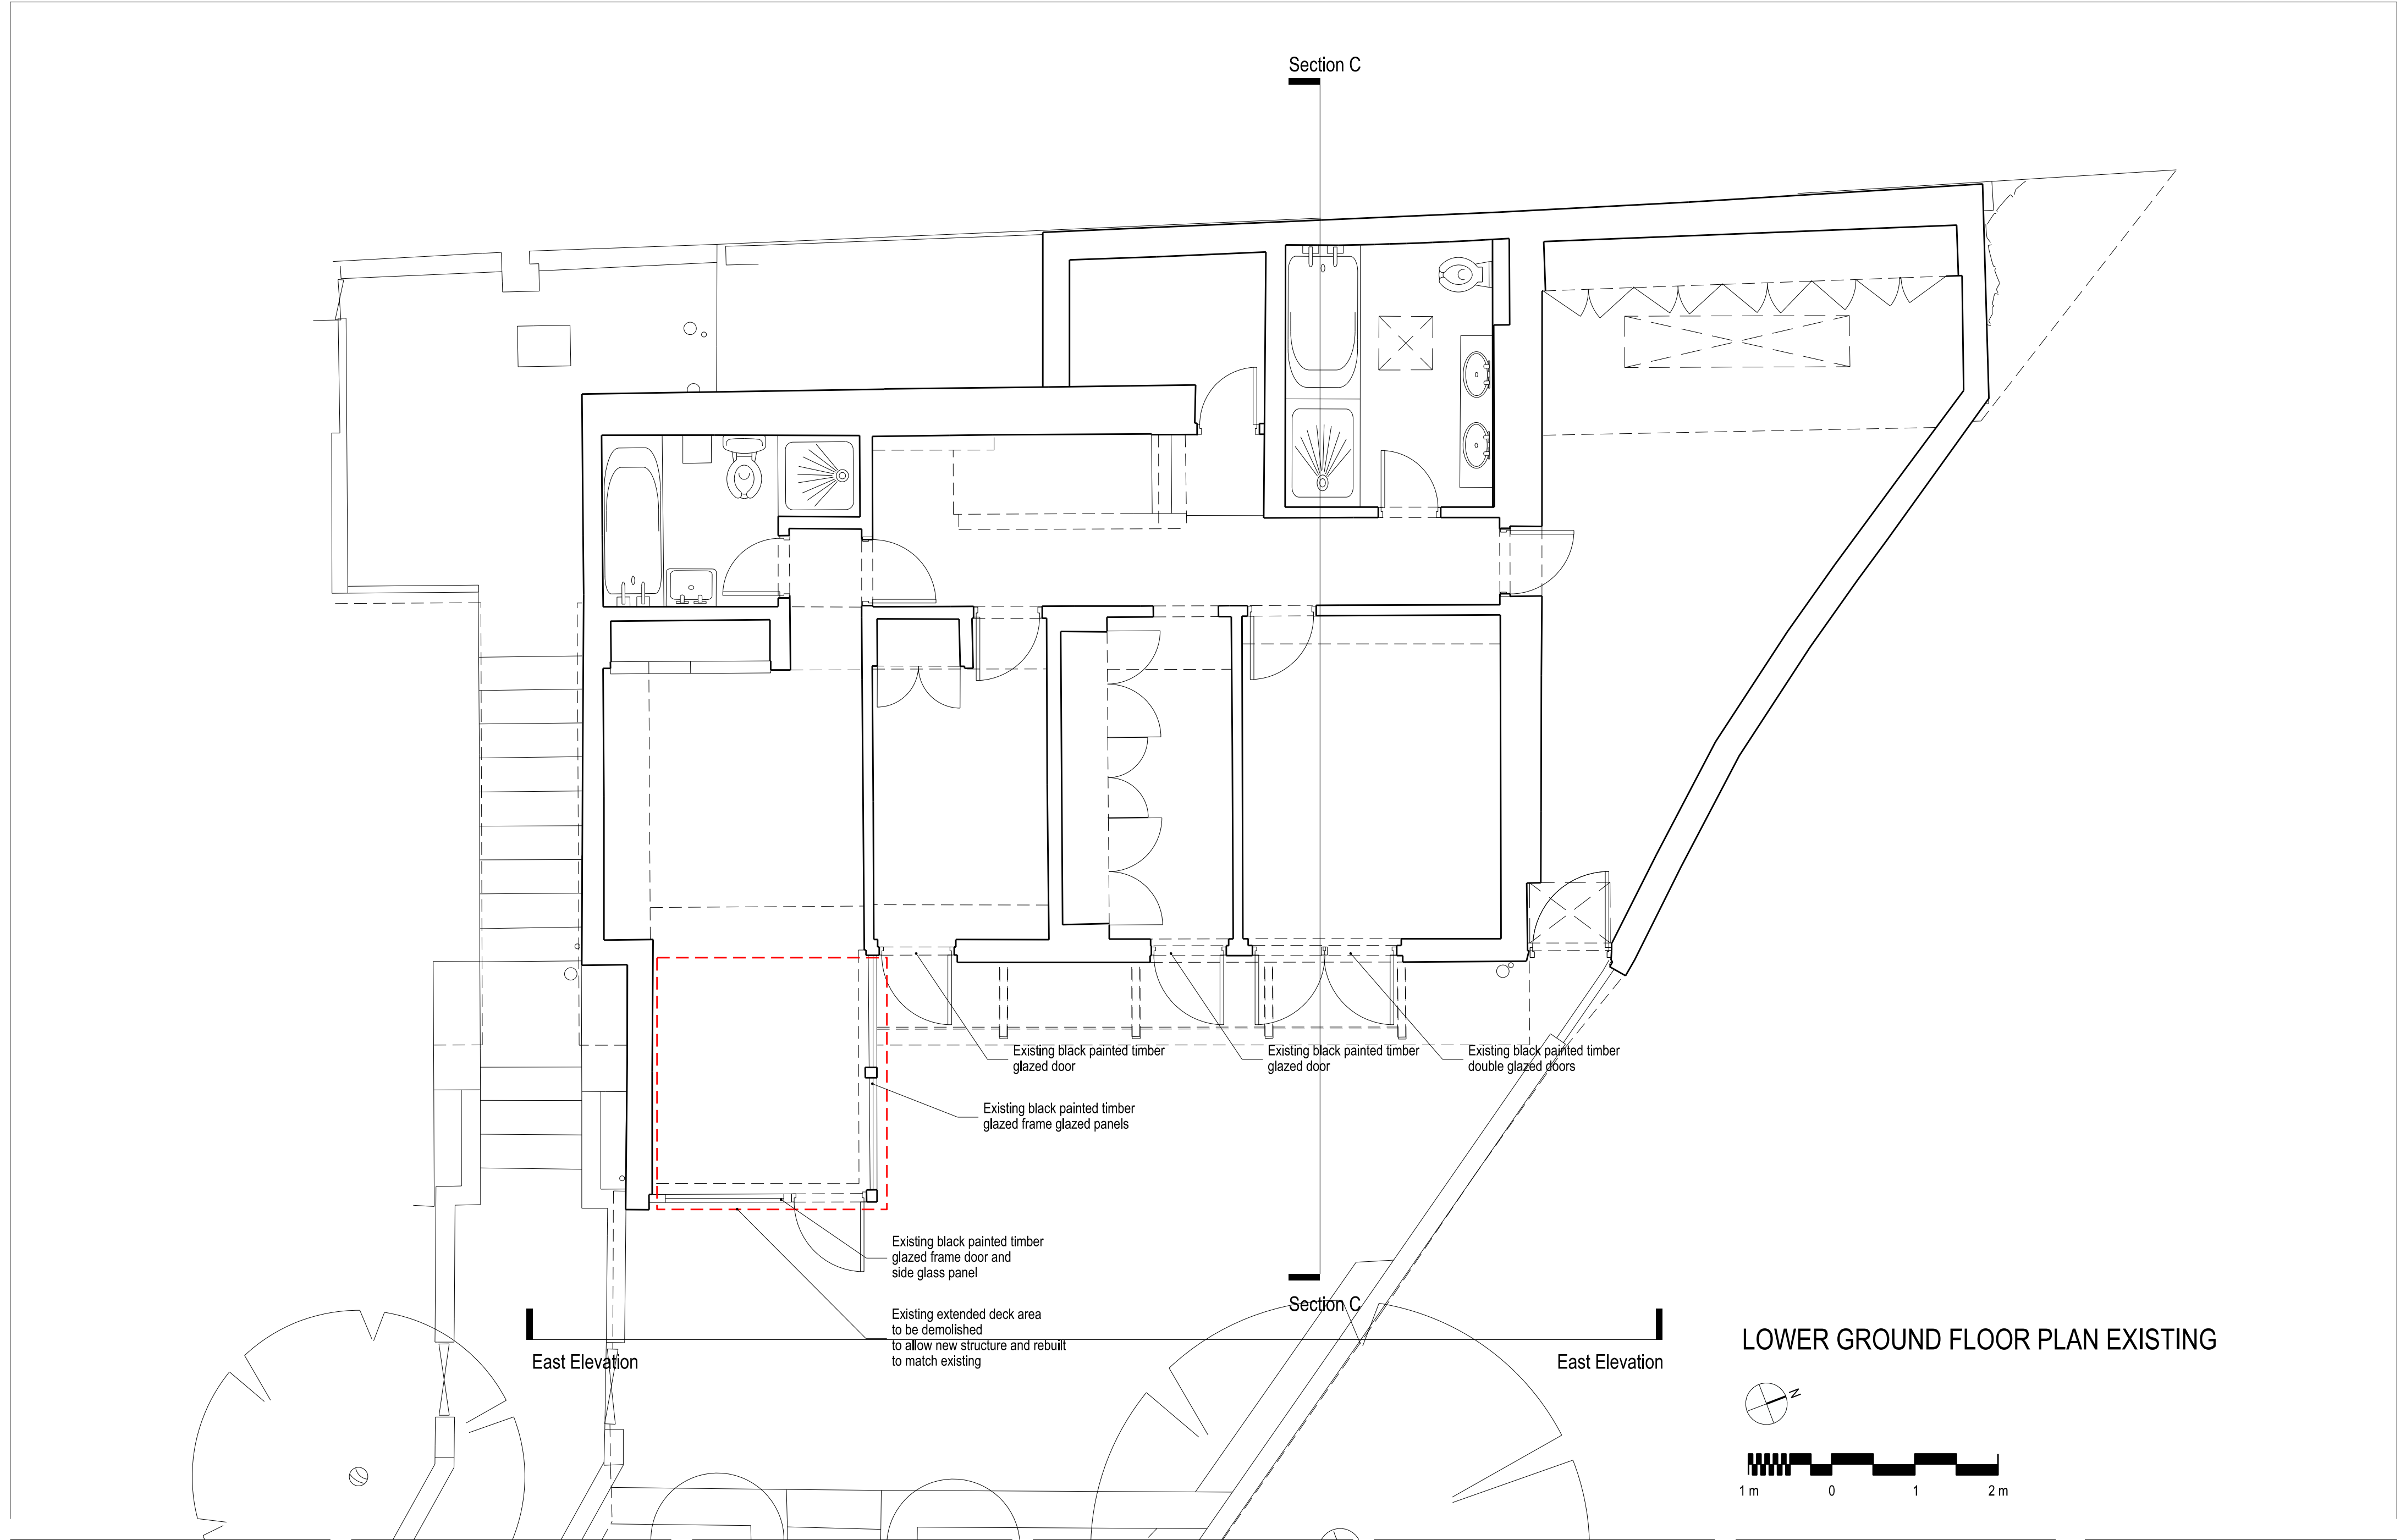 Section C
Existing black painted timber
glazed door
Existing black painted timber
glazed door
Existing black painted timber
double glazed doors
Existing black painted timber
glazed frame glazed panels
Existing black painted timber
glazed frame door and
side glass panel
Section C
Existing extended deck area
to be demolished
to allow new structure and rebuilt
to match existing
East Elevation
East Elevation
LOWER GROUND FLOOR PLAN EXISTING
N
1 m 0 1 2 m